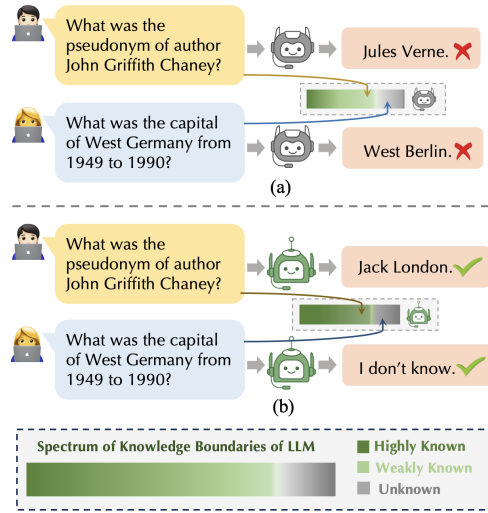 What was the
pseudonym of author
John Griffith Chaney?
Jules Verne.
What was the capital
of West Germany from
1949 to 1990?
West Berlin.
(a)
What was the
pseudonym of author
John Griffith Chaney?
Jack London.
What was the capital
of West Germany from
1949 to 1990?
I don't know.
(b)
Spectrum of Knowledge Boundaries of LLM
Highly Known
Weakly Known
Unknown